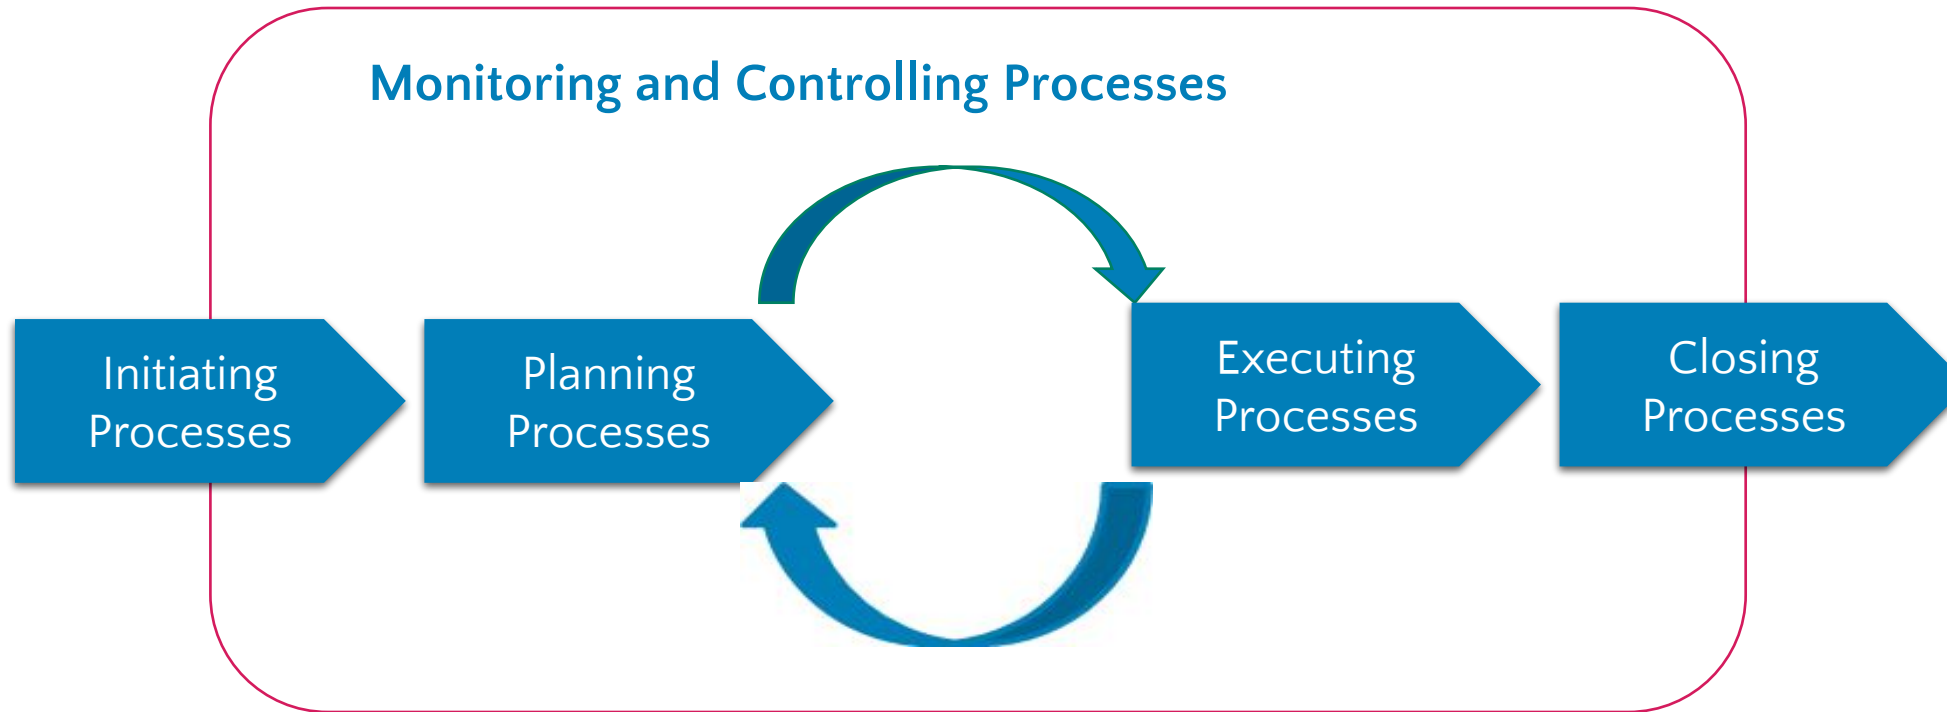 Monitoring and Controlling Processes
Initiating
Processes
Planning
Processes
Executing
Processes
Closing
Processes